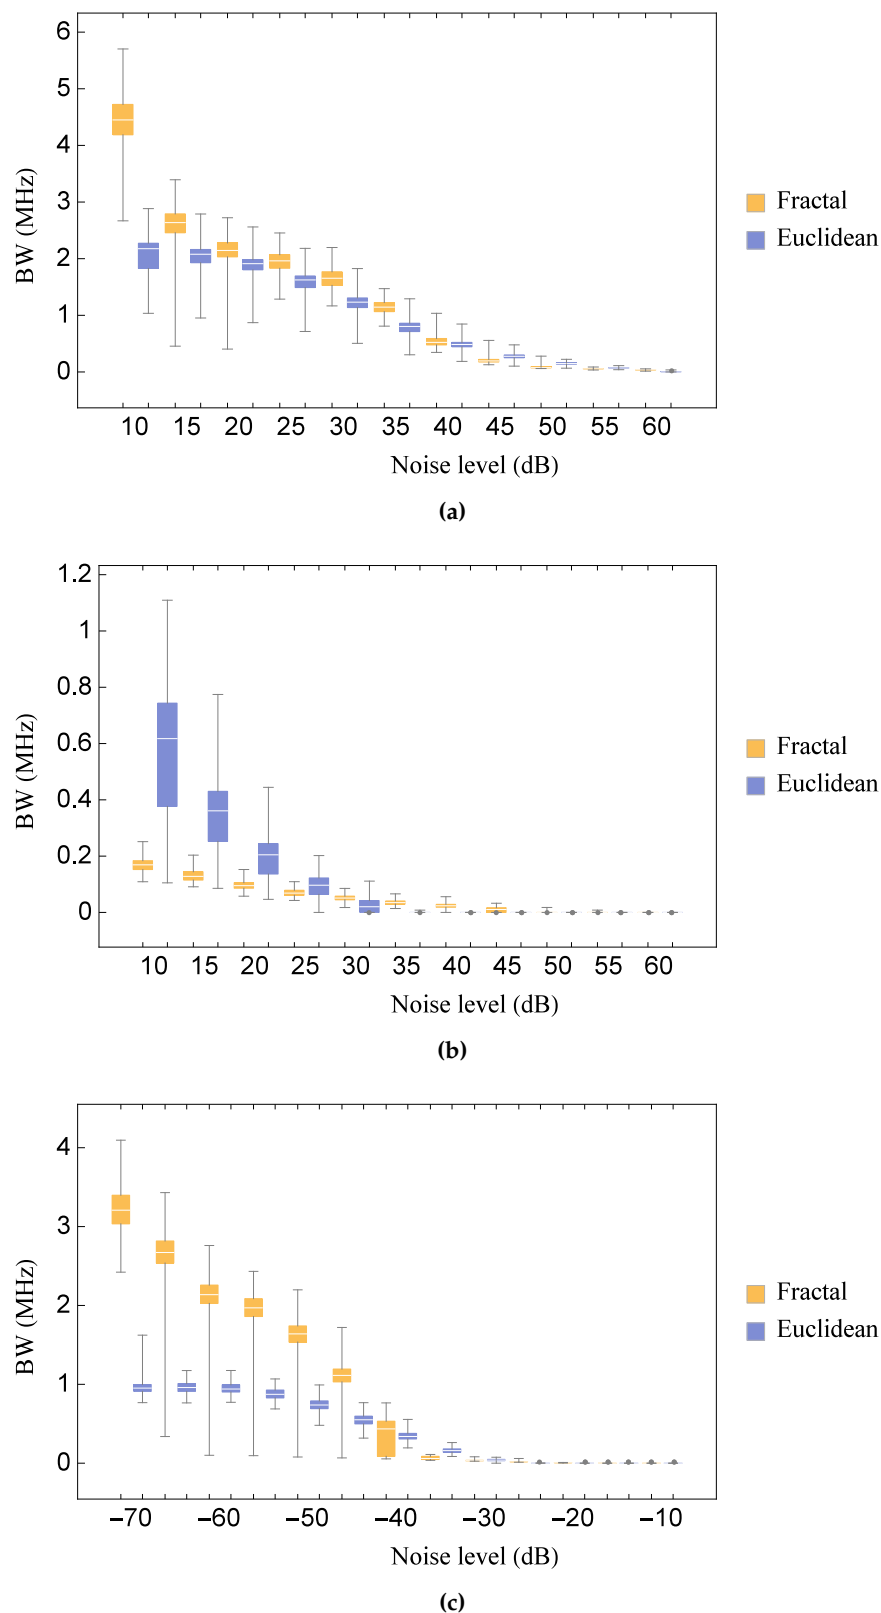 6
5
4
3
2
1
0
BW (MHz)
10 15 20 25 30 35 40 45 50 55 60
Noise level (dB)
Fractal
Euclidean
(a)
1.2
1
0.8
0.6
0.4
0.2
0
BW (MHz)
10 15 20 25 30 35 40 45 50 55 60
Noise level (dB)
Fractal
Euclidean
(b)
4
3
2
1
0
BW (MHz)
−70 −60 −50 −40 −30 −20 −10
Noise level (dB)
Fractal
Euclidean
(c)